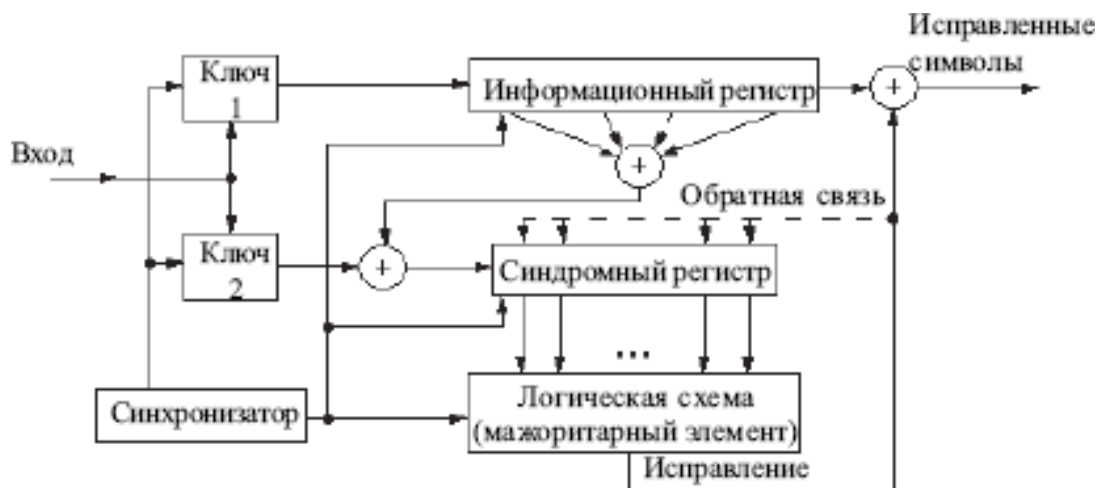 Исправленные
символы
Ключ
1
Информационный регистр
+
Вход
+
Обратная связь
Ключ
2
+
Синдромный регистр
...
Синхронизатор
Логическая схема
(мажоритарный элемент)
Исправление